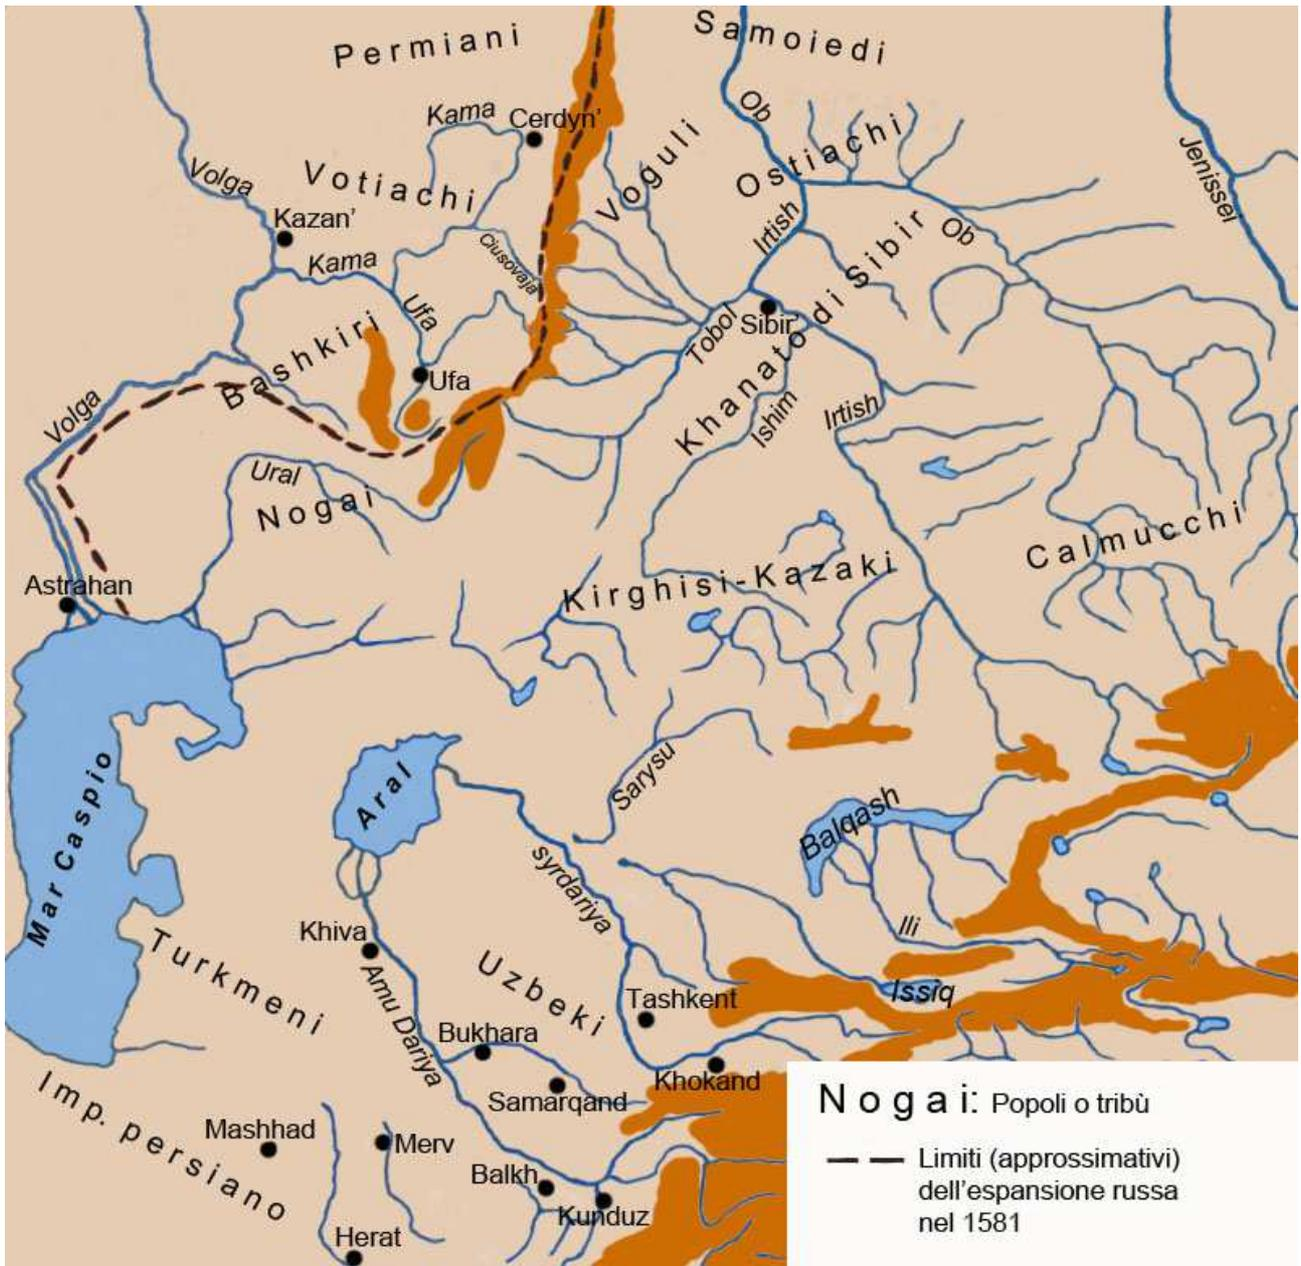 Permiani
Samoiedi
Kama
Cerdyn’
Ob
Voguli
Ostiachi
Jenissei
Volga
Votiachi
Kazan’
Irtish
Ob
Kama
Ciusovaja
Ufa
Khanato di Sibir
Sibir’
Tobol
Bashkiri
Ufa
Volga
Ishim
Irtish
Ural
Nogai
Calmucchi
Astrahan
Kirghisi-Kazaki
Mar Caspio
Aral
Sarysu
Balqash
syrdariya
Khiva
Ili
Turkmeni
Amu Dariya
Uzbeki
Tashkent
Issiq
Bukhara
Khokand
Samarqand
Imp. persiano
Mashhad
Merv
Balkh
Kunduz
Herat
Nogai: Popoli o tribù
Limiti (approssimativi)
dell’espansione russa
nel 1581